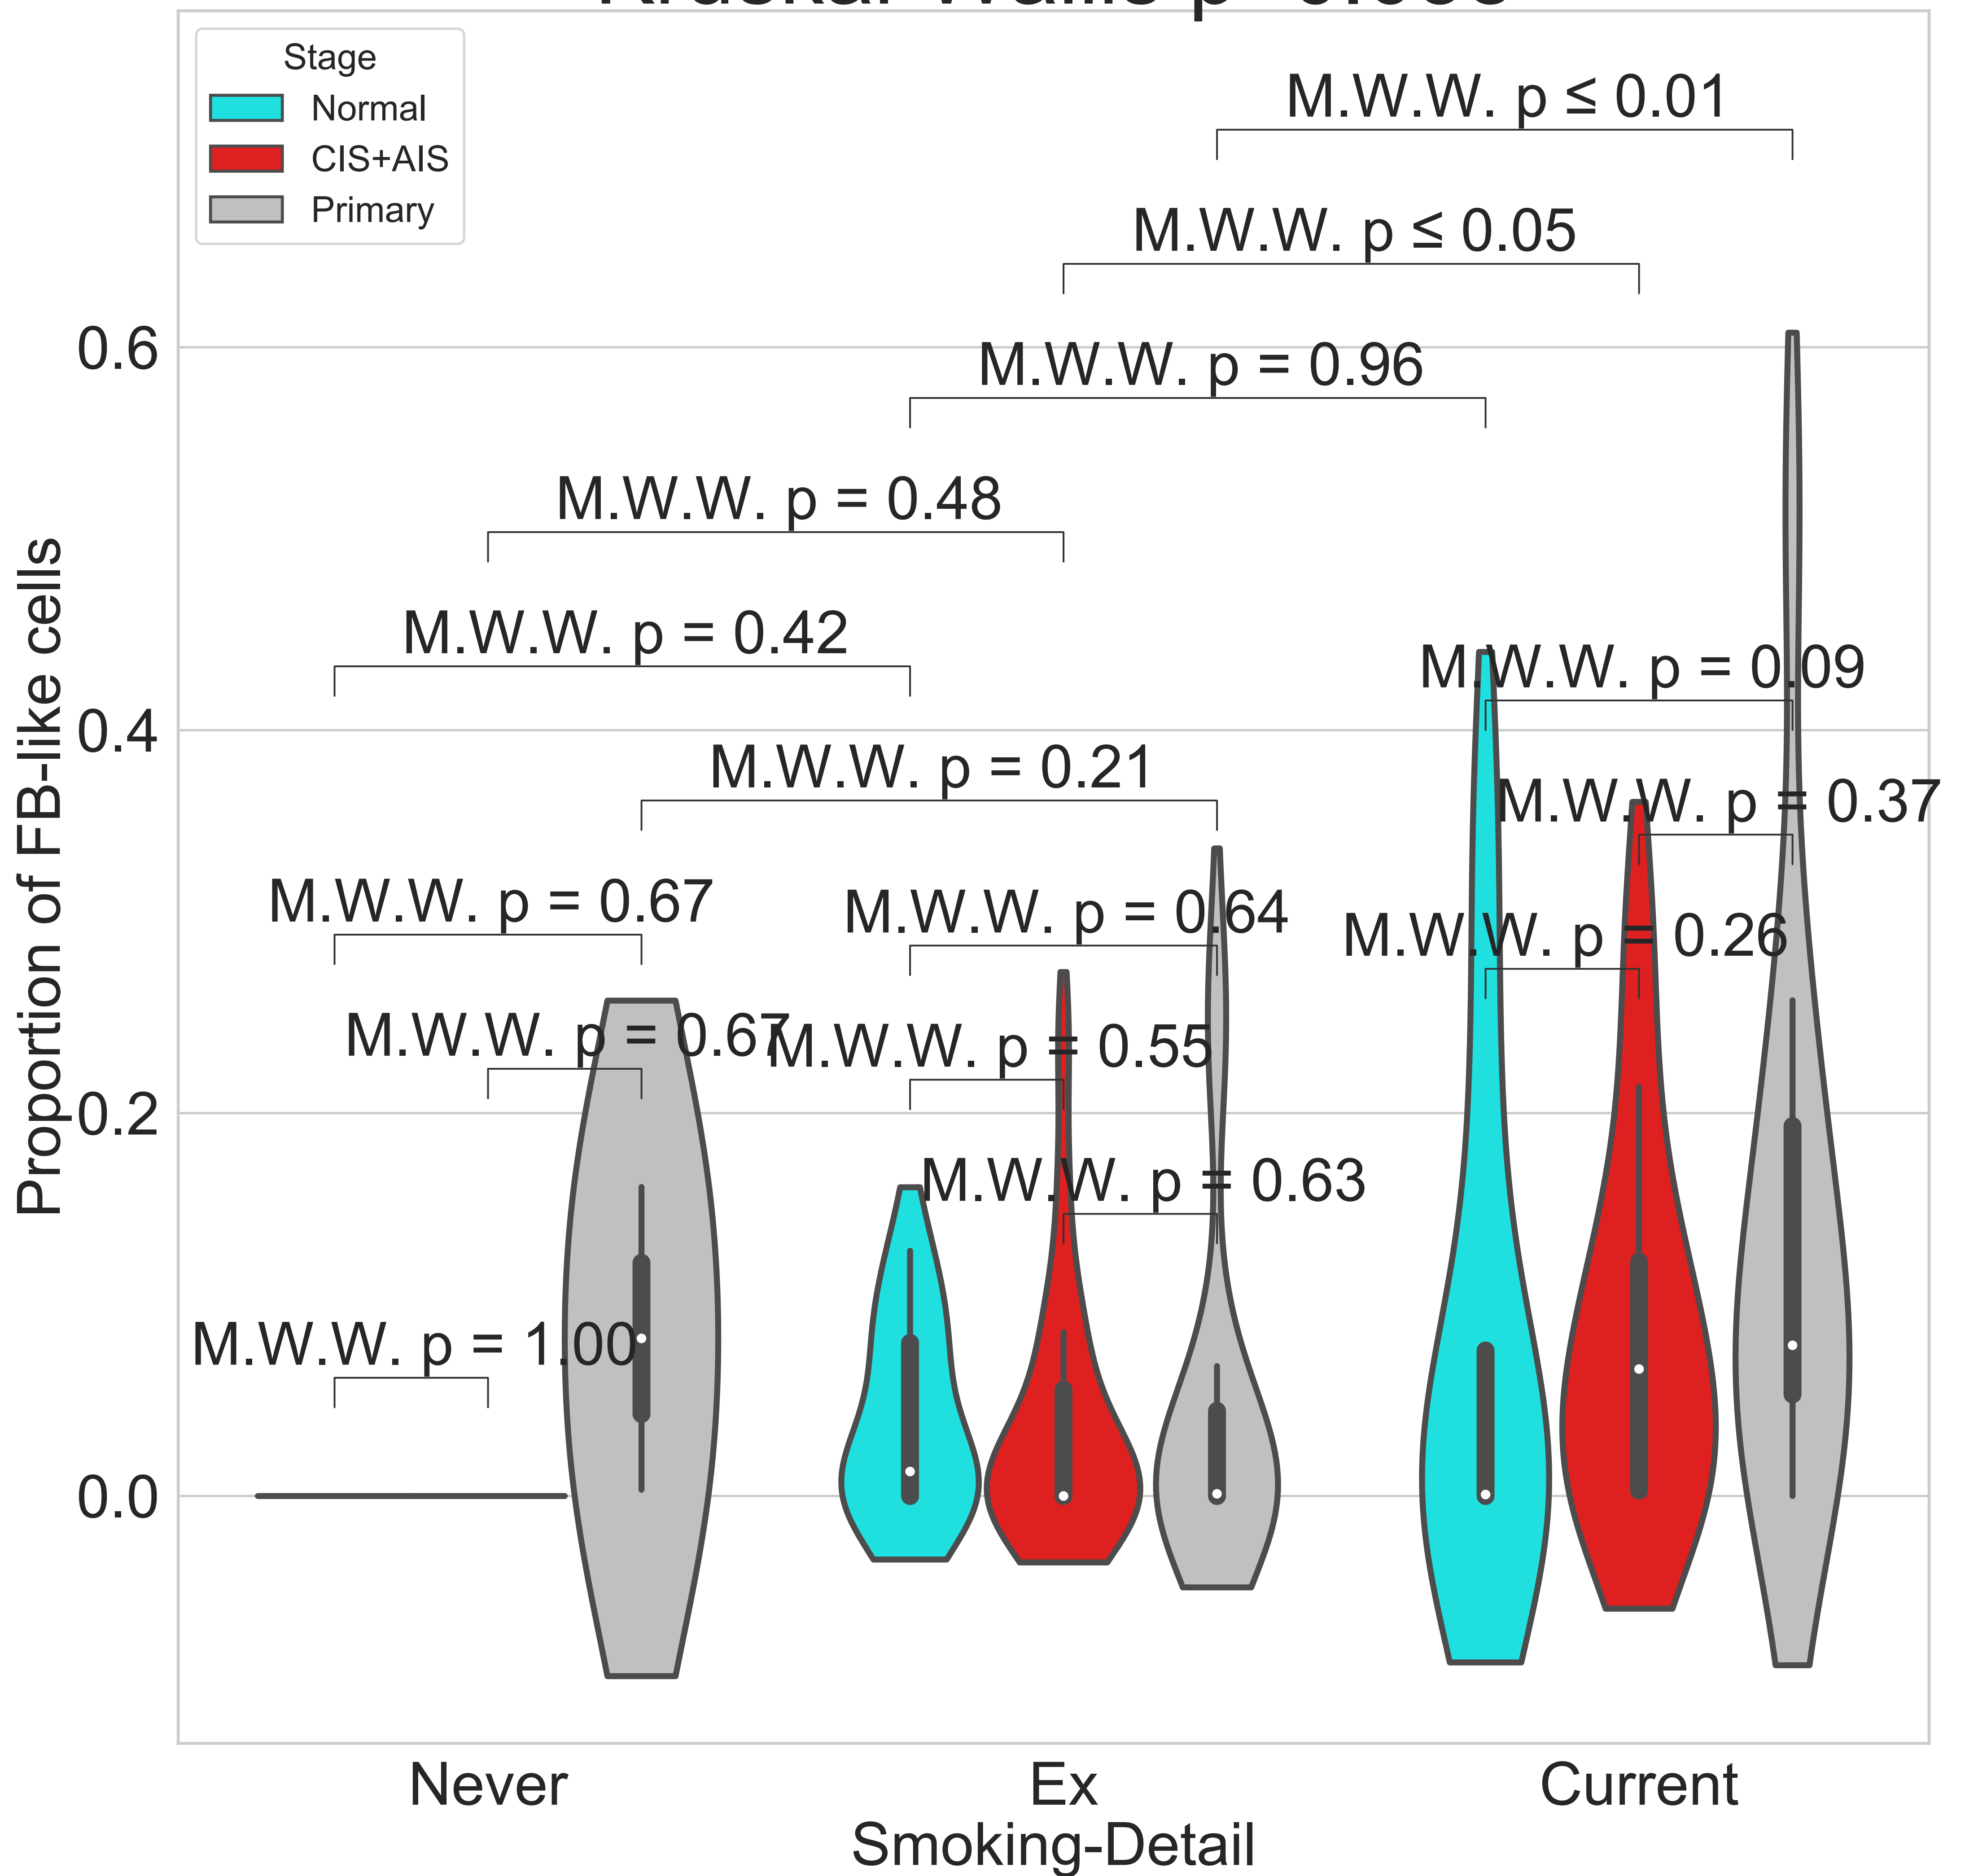 Stage
Normal
CIS+AIS
Primary
M.W.W. p ≤ 0.01
M.W.W. p ≤ 0.05
M.W.W. p = 0.96
M.W.W. p = 0.48
M.W.W. p = 0.42
M.W.W. p = 0.09
M.W.W. p = 0.21
M.W.W. p = 0.37
M.W.W. p = 0.67
M.W.W. p = 0.64
M.W.W. p = 0.26
M.W.W. p = 0.67
M.W.W. p = 0.55
M.W.W. p = 0.63
M.W.W. p = 1.00
0.6
0.4
0.2
0.0
Proportion of FB-like cells
Never
Ex
Current
Smoking-Detail